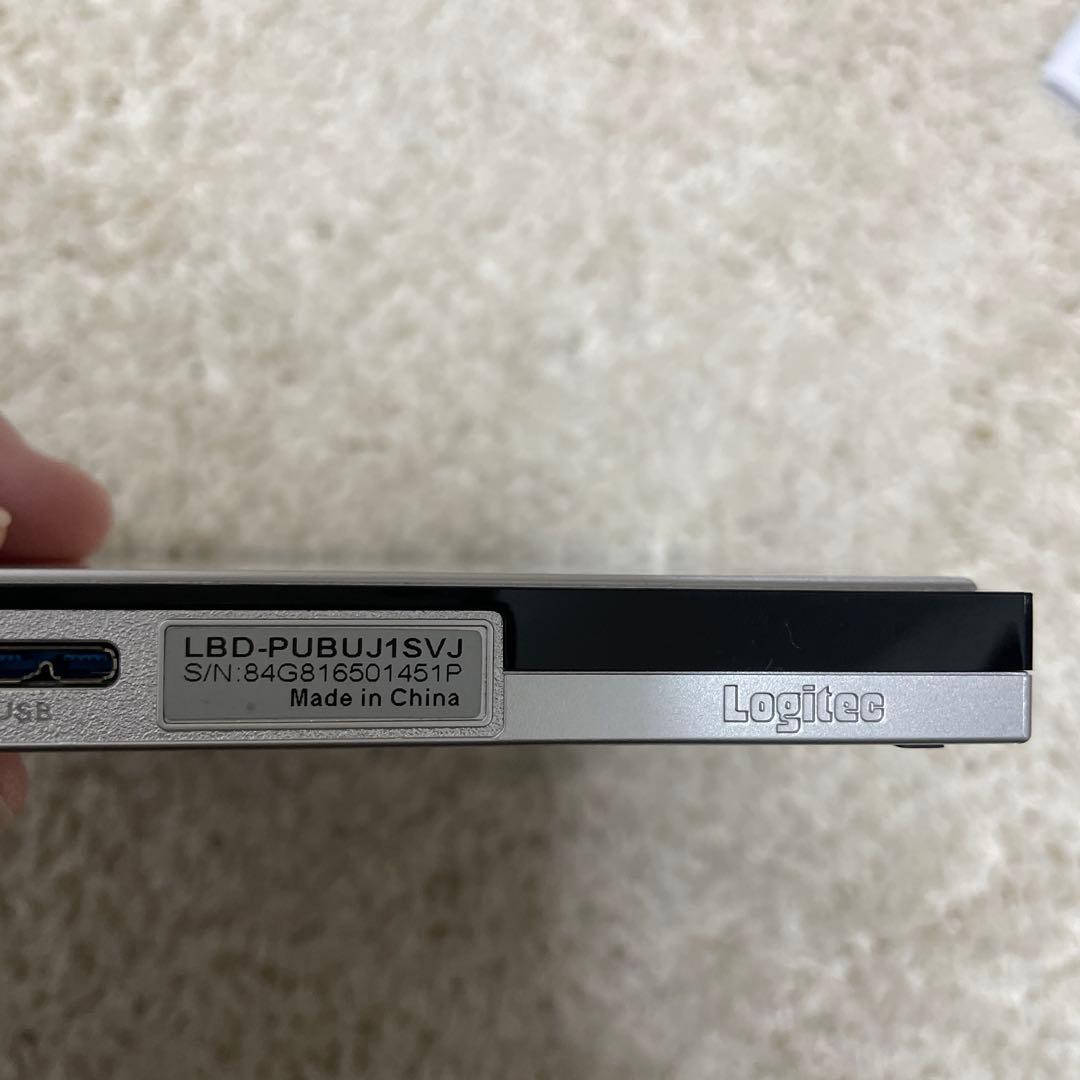 LBD-PUBUJ1SVJ
S/N:84G816501451P
Made in China
USB
Logitec